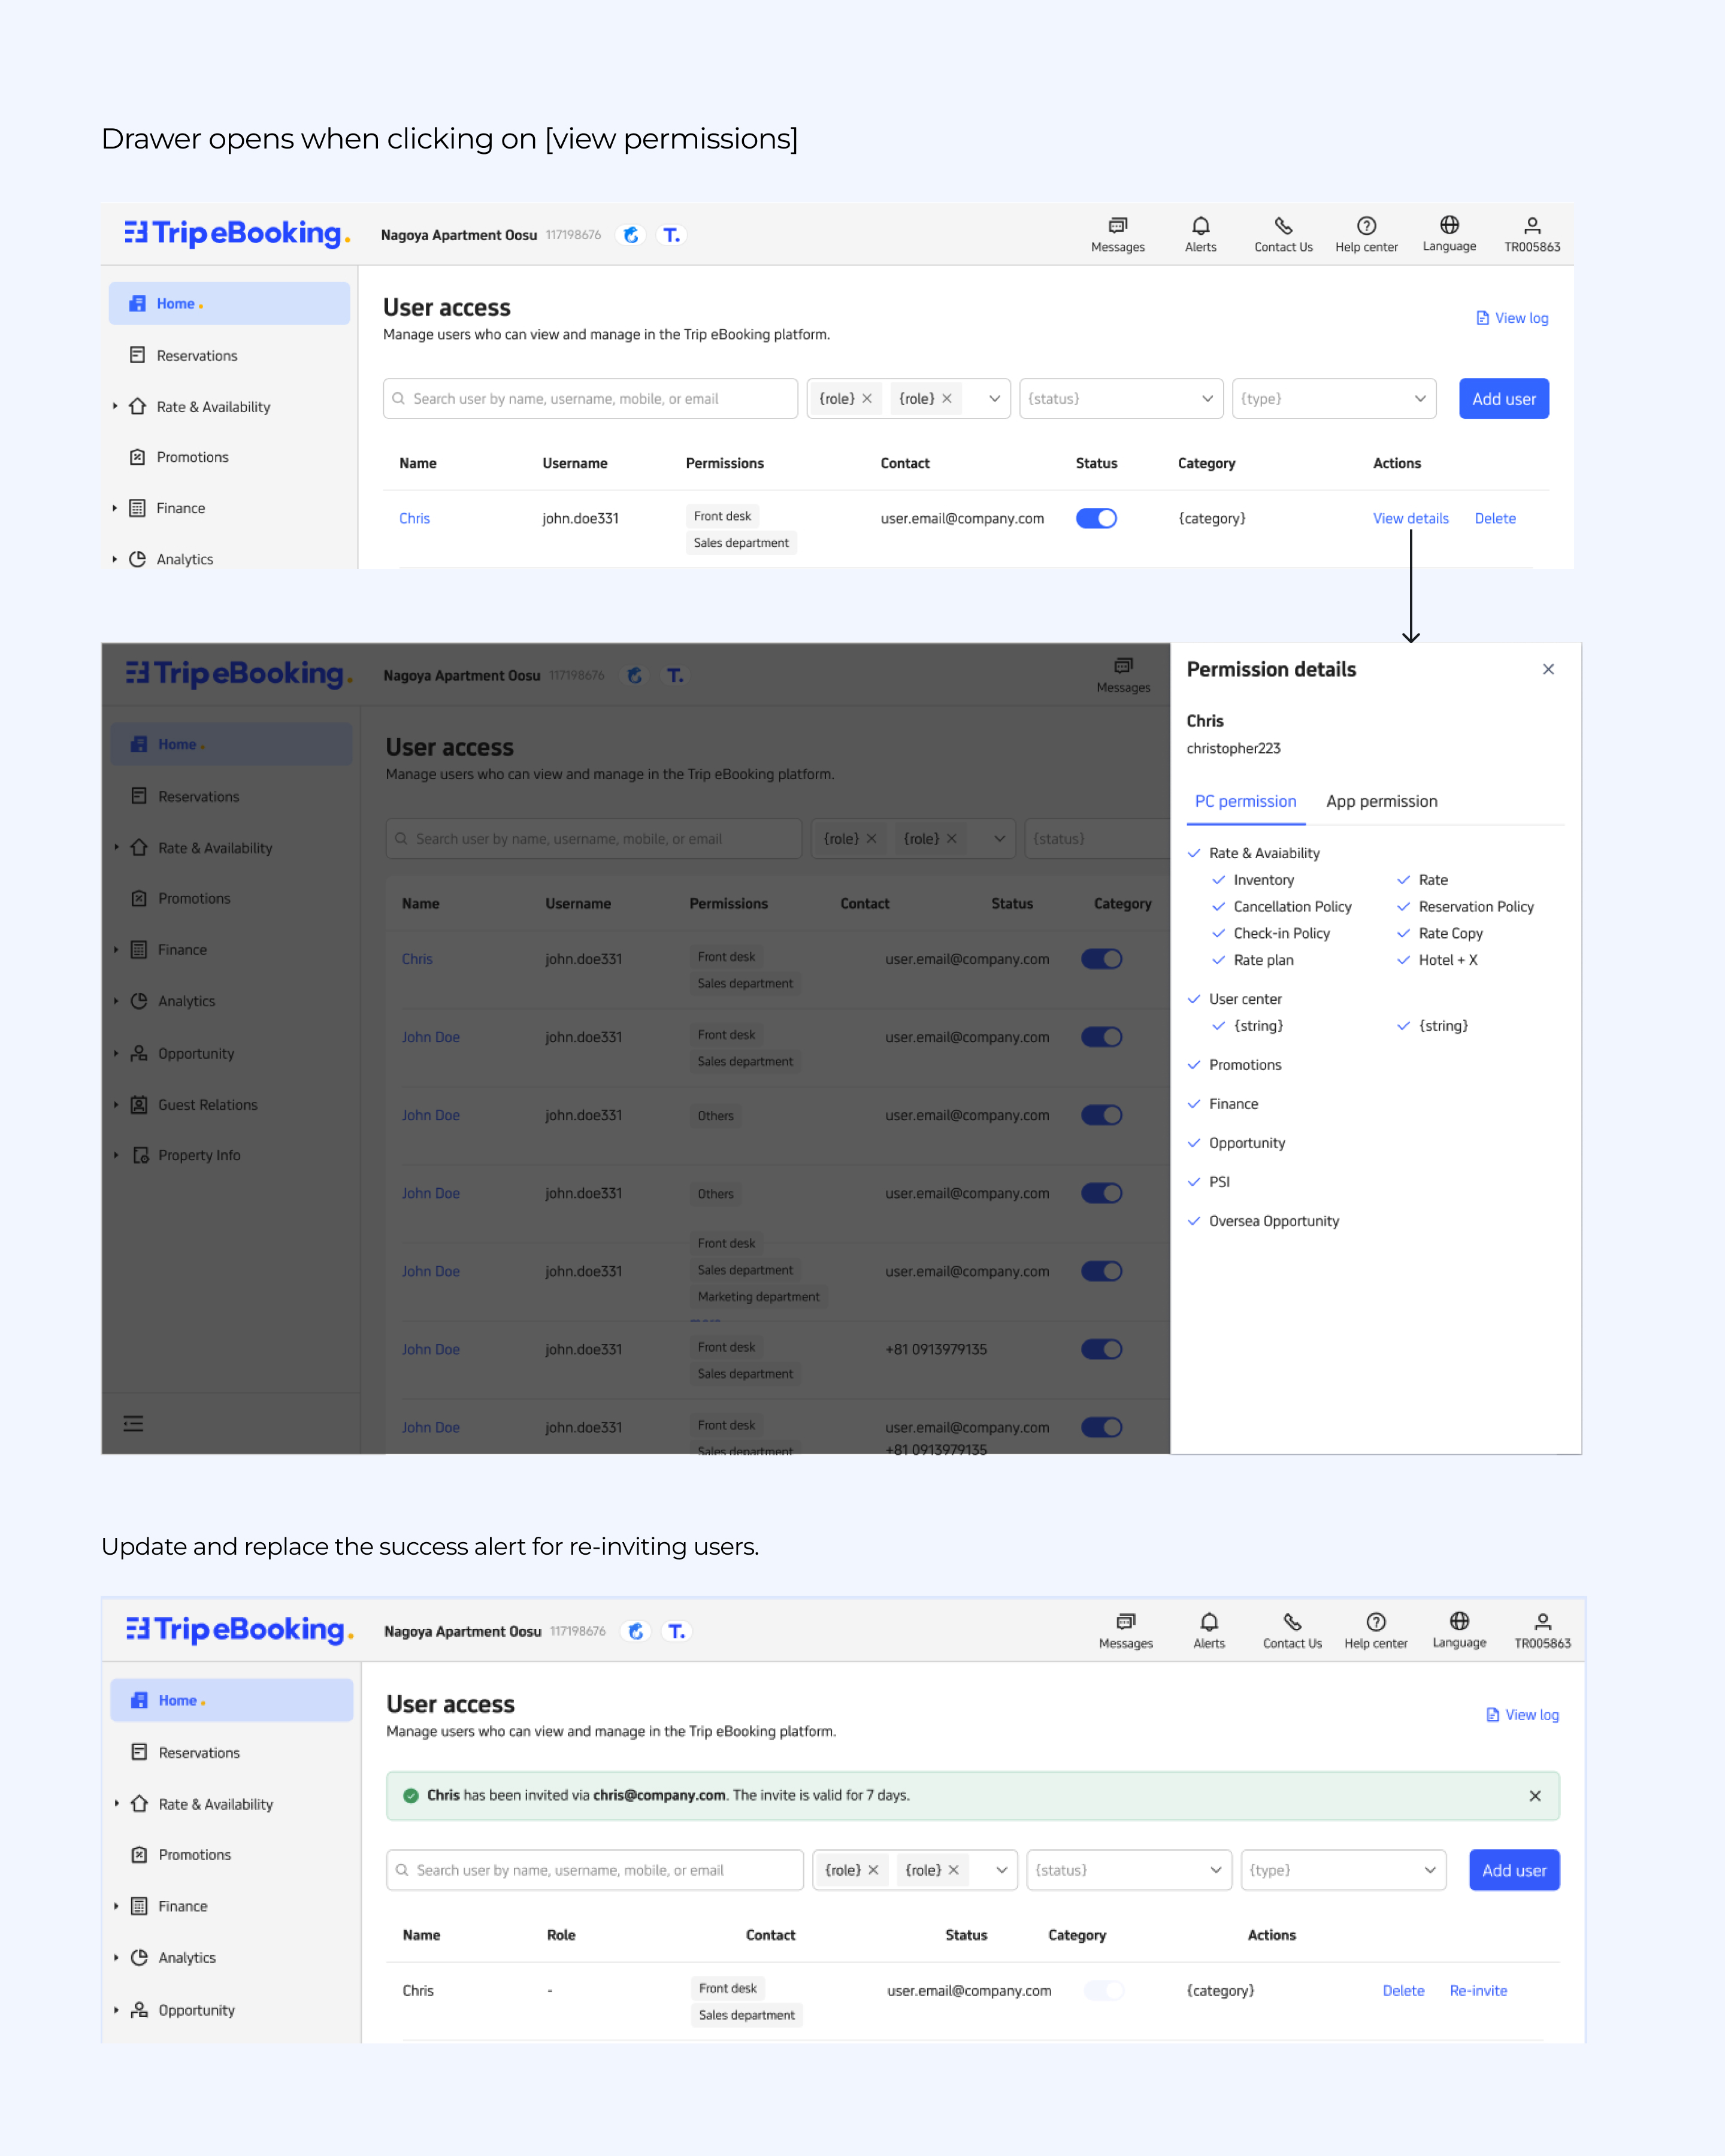 Drawer opens when clicking on [view permissions]
Trip eBooking. Nagoya Apartment Oosu 117198676 T. Messages Alerts Contact Us Help center Language TR005863
Home
User access
View log
Manage users who can view and manage in the Trip eBooking platform.
Reservations
Search user by name, username, mobile, or email {role} {role} {status} {type} Add user
Rate & Availability
Promotions
Name Username Permissions Contact Status Category Actions
Finance
Chris john.doe331 Front desk user.email@company.com {category} View details Delete
Sales department
Analytics
Trip eBooking. Nagoya Apartment Oosu 117198676 T. Messages
Home
User access
Manage users who can view and manage in the Trip eBooking platform.
Reservations
Search user by name, username, mobile, or email {role} {role} {status}
Rate & Availability
Promotions
Finance
Analytics
Opportunity
Guest Relations
Property Info
Name Username Permissions Contact Status Category
Chris john.doe331 Front desk user.email@company.com
Sales department
John Doe john.doe331 Front desk user.email@company.com
Sales department
John Doe john.doe331 Others user.email@company.com
John Doe john.doe331 Others user.email@company.com
Front desk
John Doe john.doe331 Sales department user.email@company.com
Marketing department
John Doe john.doe331 Front desk +81 0913979135
Sales department
John Doe john.doe331 Front desk user.email@company.com
Sales department +81 0913979135
Permission details
Chris
christopher223
PC permission App permission
Rate & Avaiability
Inventory Rate
Cancellation Policy Reservation Policy
Check-in Policy Rate Copy
Rate plan Hotel + X
User center
{string} {string}
Promotions
Finance
Opportunity
PSI
Oversea Opportunity
Update and replace the success alert for re-inviting users.
Trip eBooking. Nagoya Apartment Oosu 117198676 T. Messages Alerts Contact Us Help center Language TR005863
Home
User access
View log
Manage users who can view and manage in the Trip eBooking platform.
Reservations
Rate & Availability
Promotions
Finance
Analytics
Opportunity
Chris has been invited via chris@company.com. The invite is valid for 7 days.
Search user by name, username, mobile, or email {role} {role} {status} {type} Add user
Name Role Contact Status Category Actions
Chris - Front desk user.email@company.com {category} Delete Re-invite
Sales department